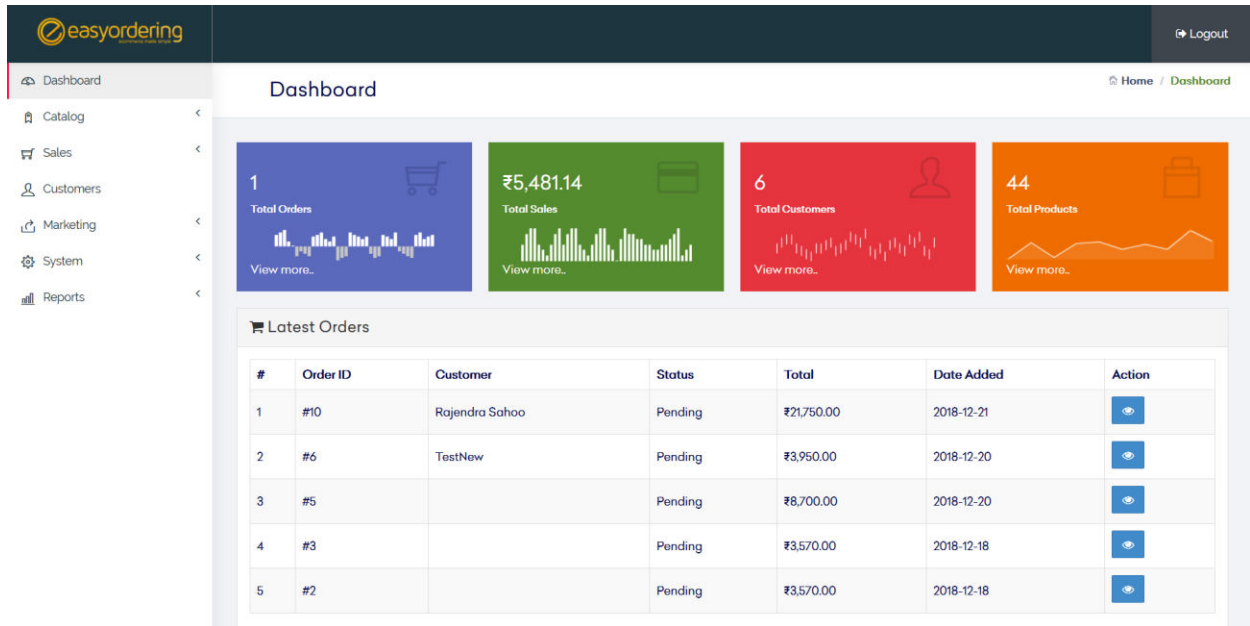 easyordering
ecommerce made simple
Logout
Dashboard
Catalog
Sales
Customers
Marketing
System
Reports
Dashboard
Home / Dashboard
1
Total Orders
View more..
₹5,481.14
Total Sales
View more..
6
Total Customers
View more..
44
Total Products
View more..
Latest Orders
# Order ID Customer Status Total Date Added Action
1 #10 Rajendra Sahoo Pending ₹21,750.00 2018-12-21
2 #6 TestNew Pending ₹3,950.00 2018-12-20
3 #5 Pending ₹8,700.00 2018-12-20
4 #3 Pending ₹3,570.00 2018-12-18
5 #2 Pending ₹3,570.00 2018-12-18